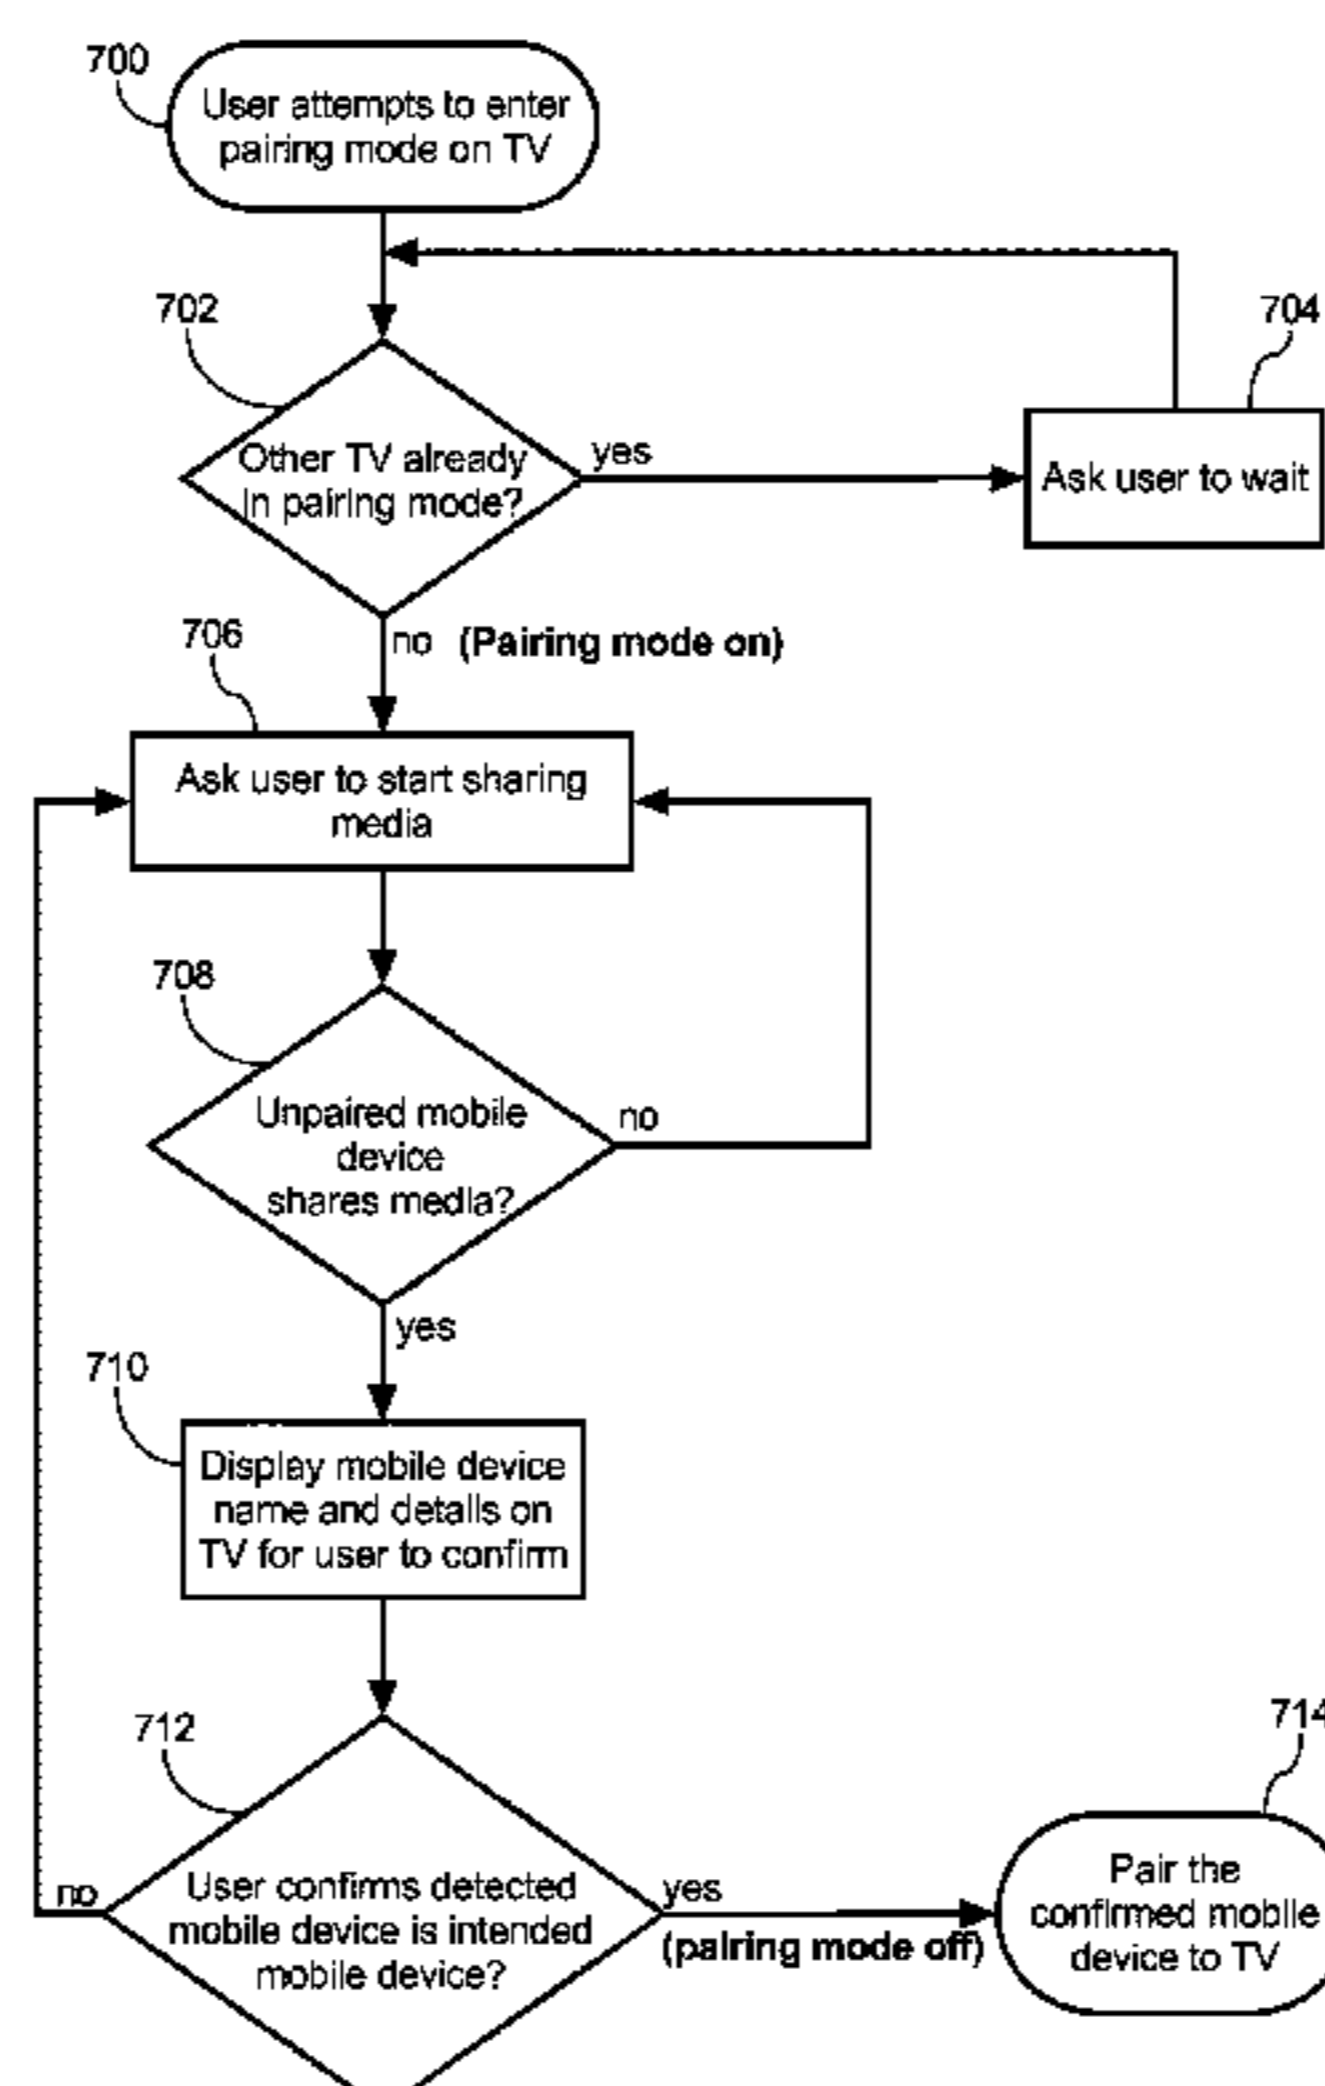 700
User attempts to enter
pairing mode on TV
702
704
Other TV already
in pairing mode?
yes
Ask user to wait
706
no (Pairing mode on)
Ask user to start sharing
media
708
Unpaired mobile
device
shares media?
no
yes
710
Display mobile device
name and details on
TV for user to confirm
712
714
no
User confirms detected
mobile device is intended
mobile device?
yes
(pairing mode off)
Pair the
confirmed mobile
device to TV